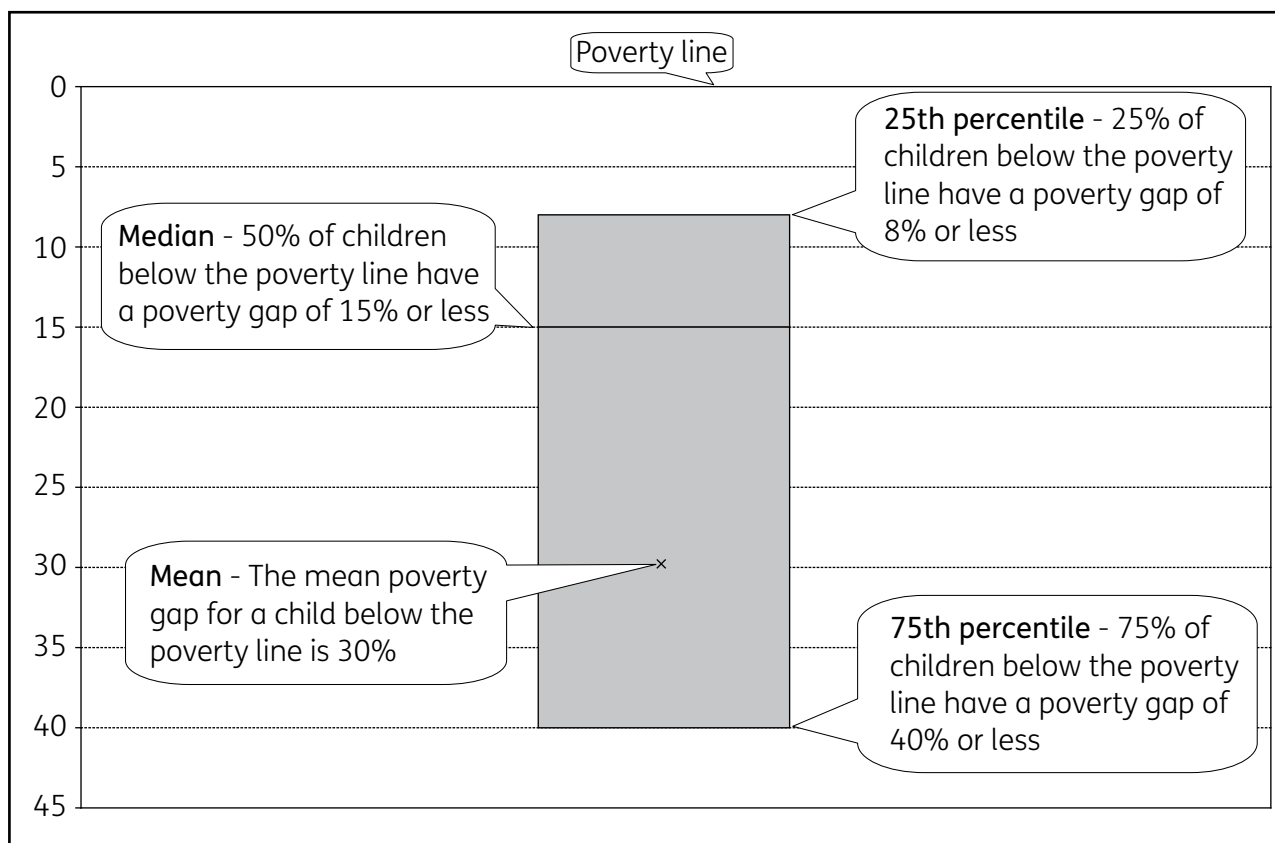 Poverty line
0
5
10
15
20
25
30
35
40
45
25th percentile - 25% of
children below the poverty
line have a poverty gap of
8% or less
Median - 50% of children
below the poverty line have
a poverty gap of 15% or less
Mean - The mean poverty
gap for a child below the
poverty line is 30%
75th percentile - 75% of
children below the poverty
line have a poverty gap of
40% or less